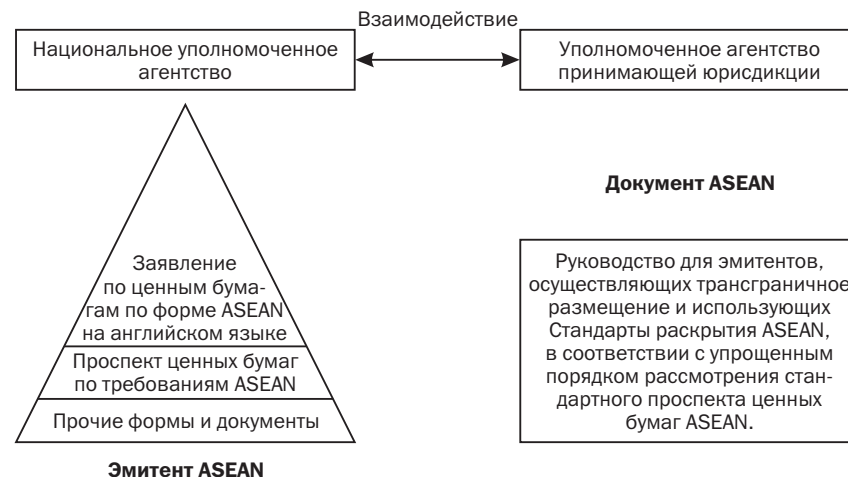 Взаимодействие
Национальное уполномоченное
агентство
Уполномоченное агентство
принимающей юрисдикции
Заявление
по ценным бума-
гам по форме ASEAN
на английском языке
Проспект ценных бумаг
по требованиям ASEAN
Прочие формы и документы
Эмитент ASEAN
Документ ASEAN
Руководство для эмитентов,
осуществляющих трансграничное
размещение и использующих
Стандарты раскрытия ASEAN,
в соответствии с упрощенным
порядком рассмотрения стан-
дартного проспекта ценных
бумаг ASEAN.